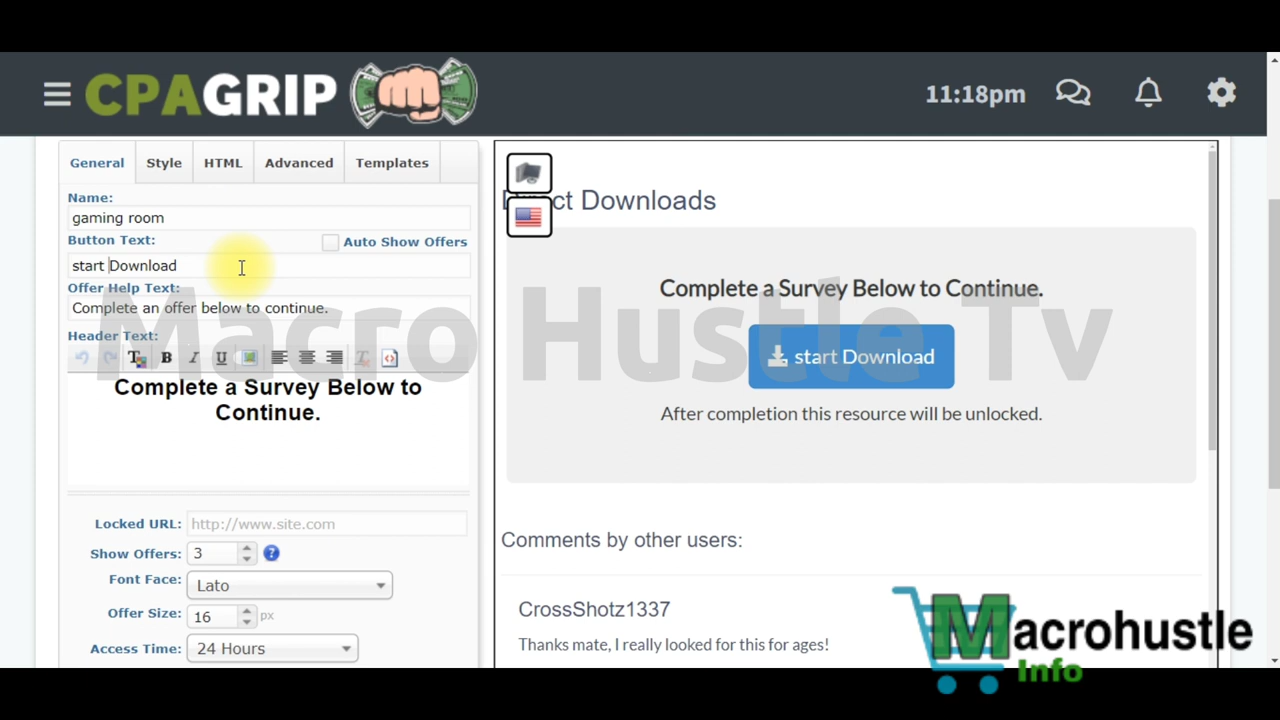 CPAGRIP
11:18pm
General Style HTML Advanced Templates
Name:
gaming room
Button Text:
Auto Show Offers
start Download
Offer Help Text:
Complete an offer below to continue.
Header Text:
Complete a Survey Below to
Continue.
Locked URL: http://www.site.com
Show Offers: 3
Font Face: Lato
Offer Size: 16 px
Access Time: 24 Hours
ct Downloads
Complete a Survey Below to Continue.
start Download
After completion this resource will be unlocked.
Comments by other users:
CrossShotz1337
Thanks mate, I really looked for this for ages!
Macro Hustle Tv
Macrohustle
Info